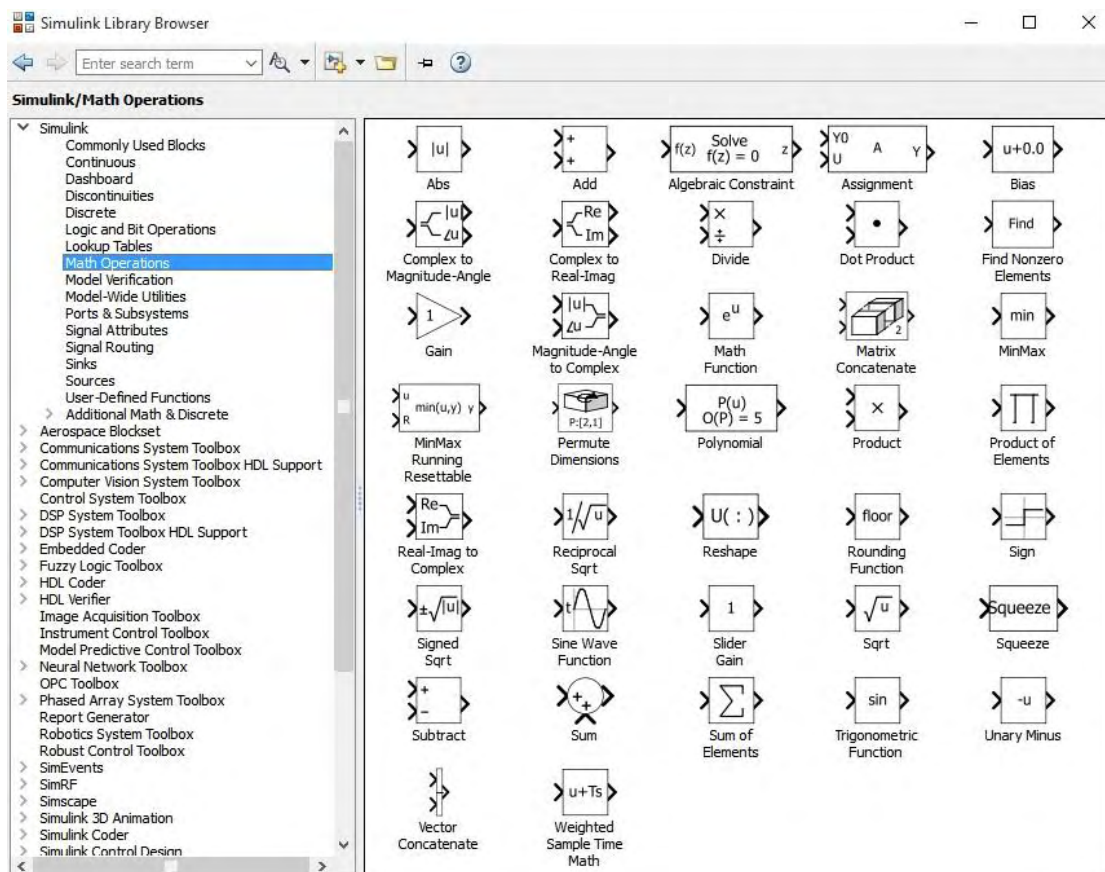 Simulink Library Browser
Enter search term
Simulink/Math Operations
Simulink
Commonly Used Blocks
Continuous
Dashboard
Discontinuities
Discrete
Logic and Bit Operations
Lookup Tables
Math Operations
Model Verification
Model-Wide Utilities
Ports & Subsystems
Signal Attributes
Signal Routing
Sinks
Sources
User-Defined Functions
Additional Math & Discrete
Aerospace Blockset
Communications System Toolbox
Communications System Toolbox HDL Support
Computer Vision System Toolbox
Control System Toolbox
DSP System Toolbox
DSP System Toolbox HDL Support
Embedded Coder
Fuzzy Logic Toolbox
HDL Coder
HDL Verifier
Image Acquisition Toolbox
Instrument Control Toolbox
Model Predictive Control Toolbox
Neural Network Toolbox
OPC Toolbox
Phased Array System Toolbox
Report Generator
Robotics System Toolbox
Robust Control Toolbox
SimEvents
SimRF
Simscape
Simulink 3D Animation
Simulink Coder
Simulink Control Design
|u|
Abs
+
+
Add
f(z) Solve f(z) = 0 z
Algebraic Constraint
Y0
U A Y
Assignment
u+0.0
Bias
|u|
∠u
Complex to
Magnitude-Angle
Re
Im
Complex to
Real-Imag
×
÷
Divide
Dot Product
Find
Find Nonzero
Elements
1
Gain
|u|
∠u
Magnitude-Angle
to Complex
e^u
Math
Function
2
Matrix
Concatenate
min
MinMax
u
R min(u,y) y
MinMax
Running
Resettable
P:[2,1]
Permute
Dimensions
P(u)
O(P) = 5
Polynomial
×
Product
∏
Product of
Elements
Re
Im
Real-Imag to
Complex
1/√u
Reciprocal
Sqrt
U( : )
Reshape
floor
Rounding
Function
Sign
±√|u|
Signed
Sqrt
t
Sine Wave
Function
1
Slider
Gain
√u
Sqrt
Squeeze
Squeeze
+
−
Subtract
+
+
Sum
∑
Sum of
Elements
sin
Trigonometric
Function
-u
Unary Minus
Vector
Concatenate
u+Ts
Weighted
Sample Time
Math